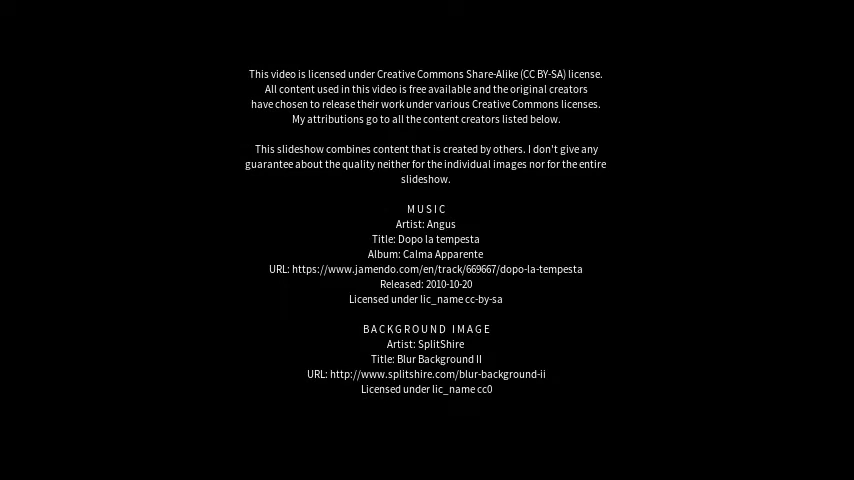 This video is licensed under Creative Commons Share-Alike (CC BY-SA) license.
All content used in this video is free available and the original creators
have chosen to release their work under various Creative Commons licenses.
My attributions go to all the content creators listed below.
This slideshow combines content that is created by others. I don't give any
guarantee about the quality neither for the individual images nor for the entire
slideshow.
M U S I C
Artist: Angus
Title: Dopo la tempesta
Album: Calma Apparente
URL: https://www.jamendo.com/en/track/669667/dopo-la-tempesta
Released: 2010-10-20
Licensed under lic_name cc-by-sa
B A C K G R O U N D   I M A G E
Artist: SplitShire
Title: Blur Background II
URL: http://www.splitshire.com/blur-background-ii
Licensed under lic_name cc0